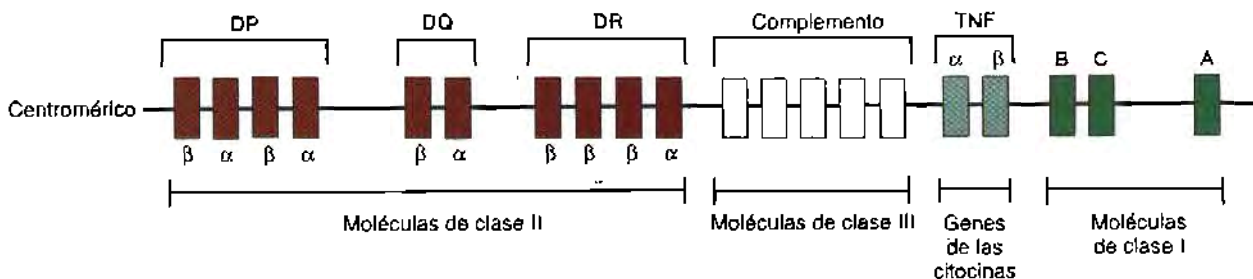 DP DQ DR Complemento TNF
α β B C A
Centromérico
β α β α β α β β β α
Moléculas de clase II Moléculas de clase III Genes de las citocinas Moléculas de clase I